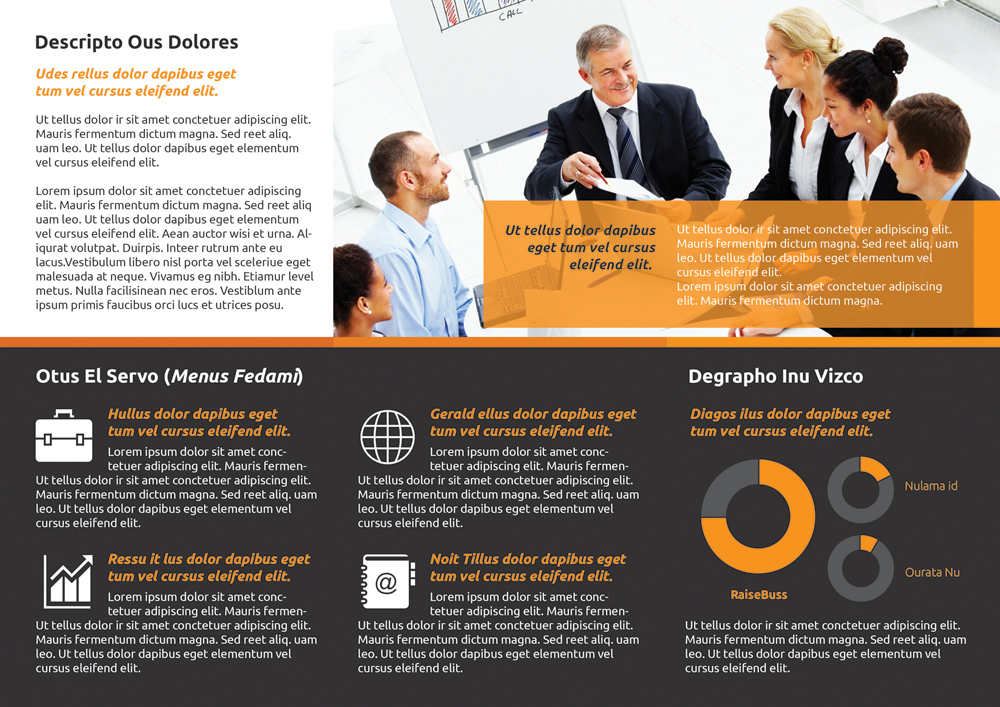 Descripto Ous Dolores
Udes rellus dolor dapibus eget
tum vel cursus eleifend elit.
Ut tellus dolor ir sit amet conctetuer adipiscing elit.
Mauris fermentum dictum magna. Sed reet aliq.
uam leo. Ut tellus dolor dapibus eget elementum
vel cursus eleifend elit.
Lorem ipsum dolor sit amet conctetuer adipiscing
elit. Mauris fermentum dictum magna. Sed reet aliq
uam leo. Ut tellus dolor dapibus eget elementum
vel cursus eleifend elit. Aean auctor wisi et urna. Al-
iqurat volutpat. Duirpis. Inteer rutrum ante eu
lacus.Vestibulum libero nisl porta vel sceleriue eget
malesuada at neque. Vivamus eg nibh. Etiamur level
metus. Nulla facilisinean nec eros. Vestiblum ante
ipsum primis faucibus orci lucs et utrices posu.
CALL
Ut tellus dolor dapibus
eget tum vel cursus
eleifend elit.
Ut tellus dolor sit amet conctetuer adipiscing elit.
Mauris fermentum dictum magna. Sed reet aliq. uam
leo. Ut tellus dolor dapibus eget elementum vel
cursus eleifend elit.
Lorem ipsum dolor sit amet conctetuer adipiscing
elit. Mauris fermentum dictum magna.
Otus El Servo (Menus Fedami)
Hullus dolor dapibus eget
tum vel cursus eleifend elit.
Lorem ipsum dolor sit amet conc-
tetuer adipiscing elit. Mauris fermen-
Ut tellus dolor ir sit amet conctetuer adipiscing elit.
Mauris fermentum dictum magna. Sed reet aliq. uam
leo. Ut tellus dolor dapibus eget elementum vel
cursus eleifend elit.
Gerald ellus dolor dapibus eget
tum vel cursus eleifend elit.
Lorem ipsum dolor sit amet conc-
tetuer adipiscing elit. Mauris fermen-
Ut tellus dolor ir sit amet conctetuer adipiscing elit.
Mauris fermentum dictum magna. Sed reet aliq. uam
leo. Ut tellus dolor dapibus eget elementum vel
cursus eleifend elit.
Ressu it lus dolor dapibus eget
tum vel cursus eleifend elit.
Lorem ipsum dolor sit amet conc-
tetuer adipiscing elit. Mauris fermen-
Ut tellus dolor ir sit amet conctetuer adipiscing elit.
Mauris fermentum dictum magna. Sed reet aliq. uam
leo. Ut tellus dolor dapibus eget elementum vel
cursus eleifend elit.
@
Noit Tillus dolor dapibus eget
tum vel cursus eleifend elit.
Lorem ipsum dolor sit amet conc-
tetuer adipiscing elit. Mauris fermen-
Ut tellus dolor ir sit amet conctetuer adipiscing elit.
Mauris fermentum dictum magna. Sed reet aliq. uam
leo. Ut tellus dolor dapibus eget elementum vel
cursus eleifend elit.
Degrapho Inu Vizco
Diagos ilus dolor dapibus eget
tum vel cursus eleifend elit.
Nulama id
Ourata Nu
RaiseBuss
Ut tellus dolor ir sit amet conctetuer adipiscing elit.
Mauris fermentum dictum magna. Sed reet aliq. uam
leo. Ut tellus dolor dapibus eget elementum vel
cursus eleifend elit.